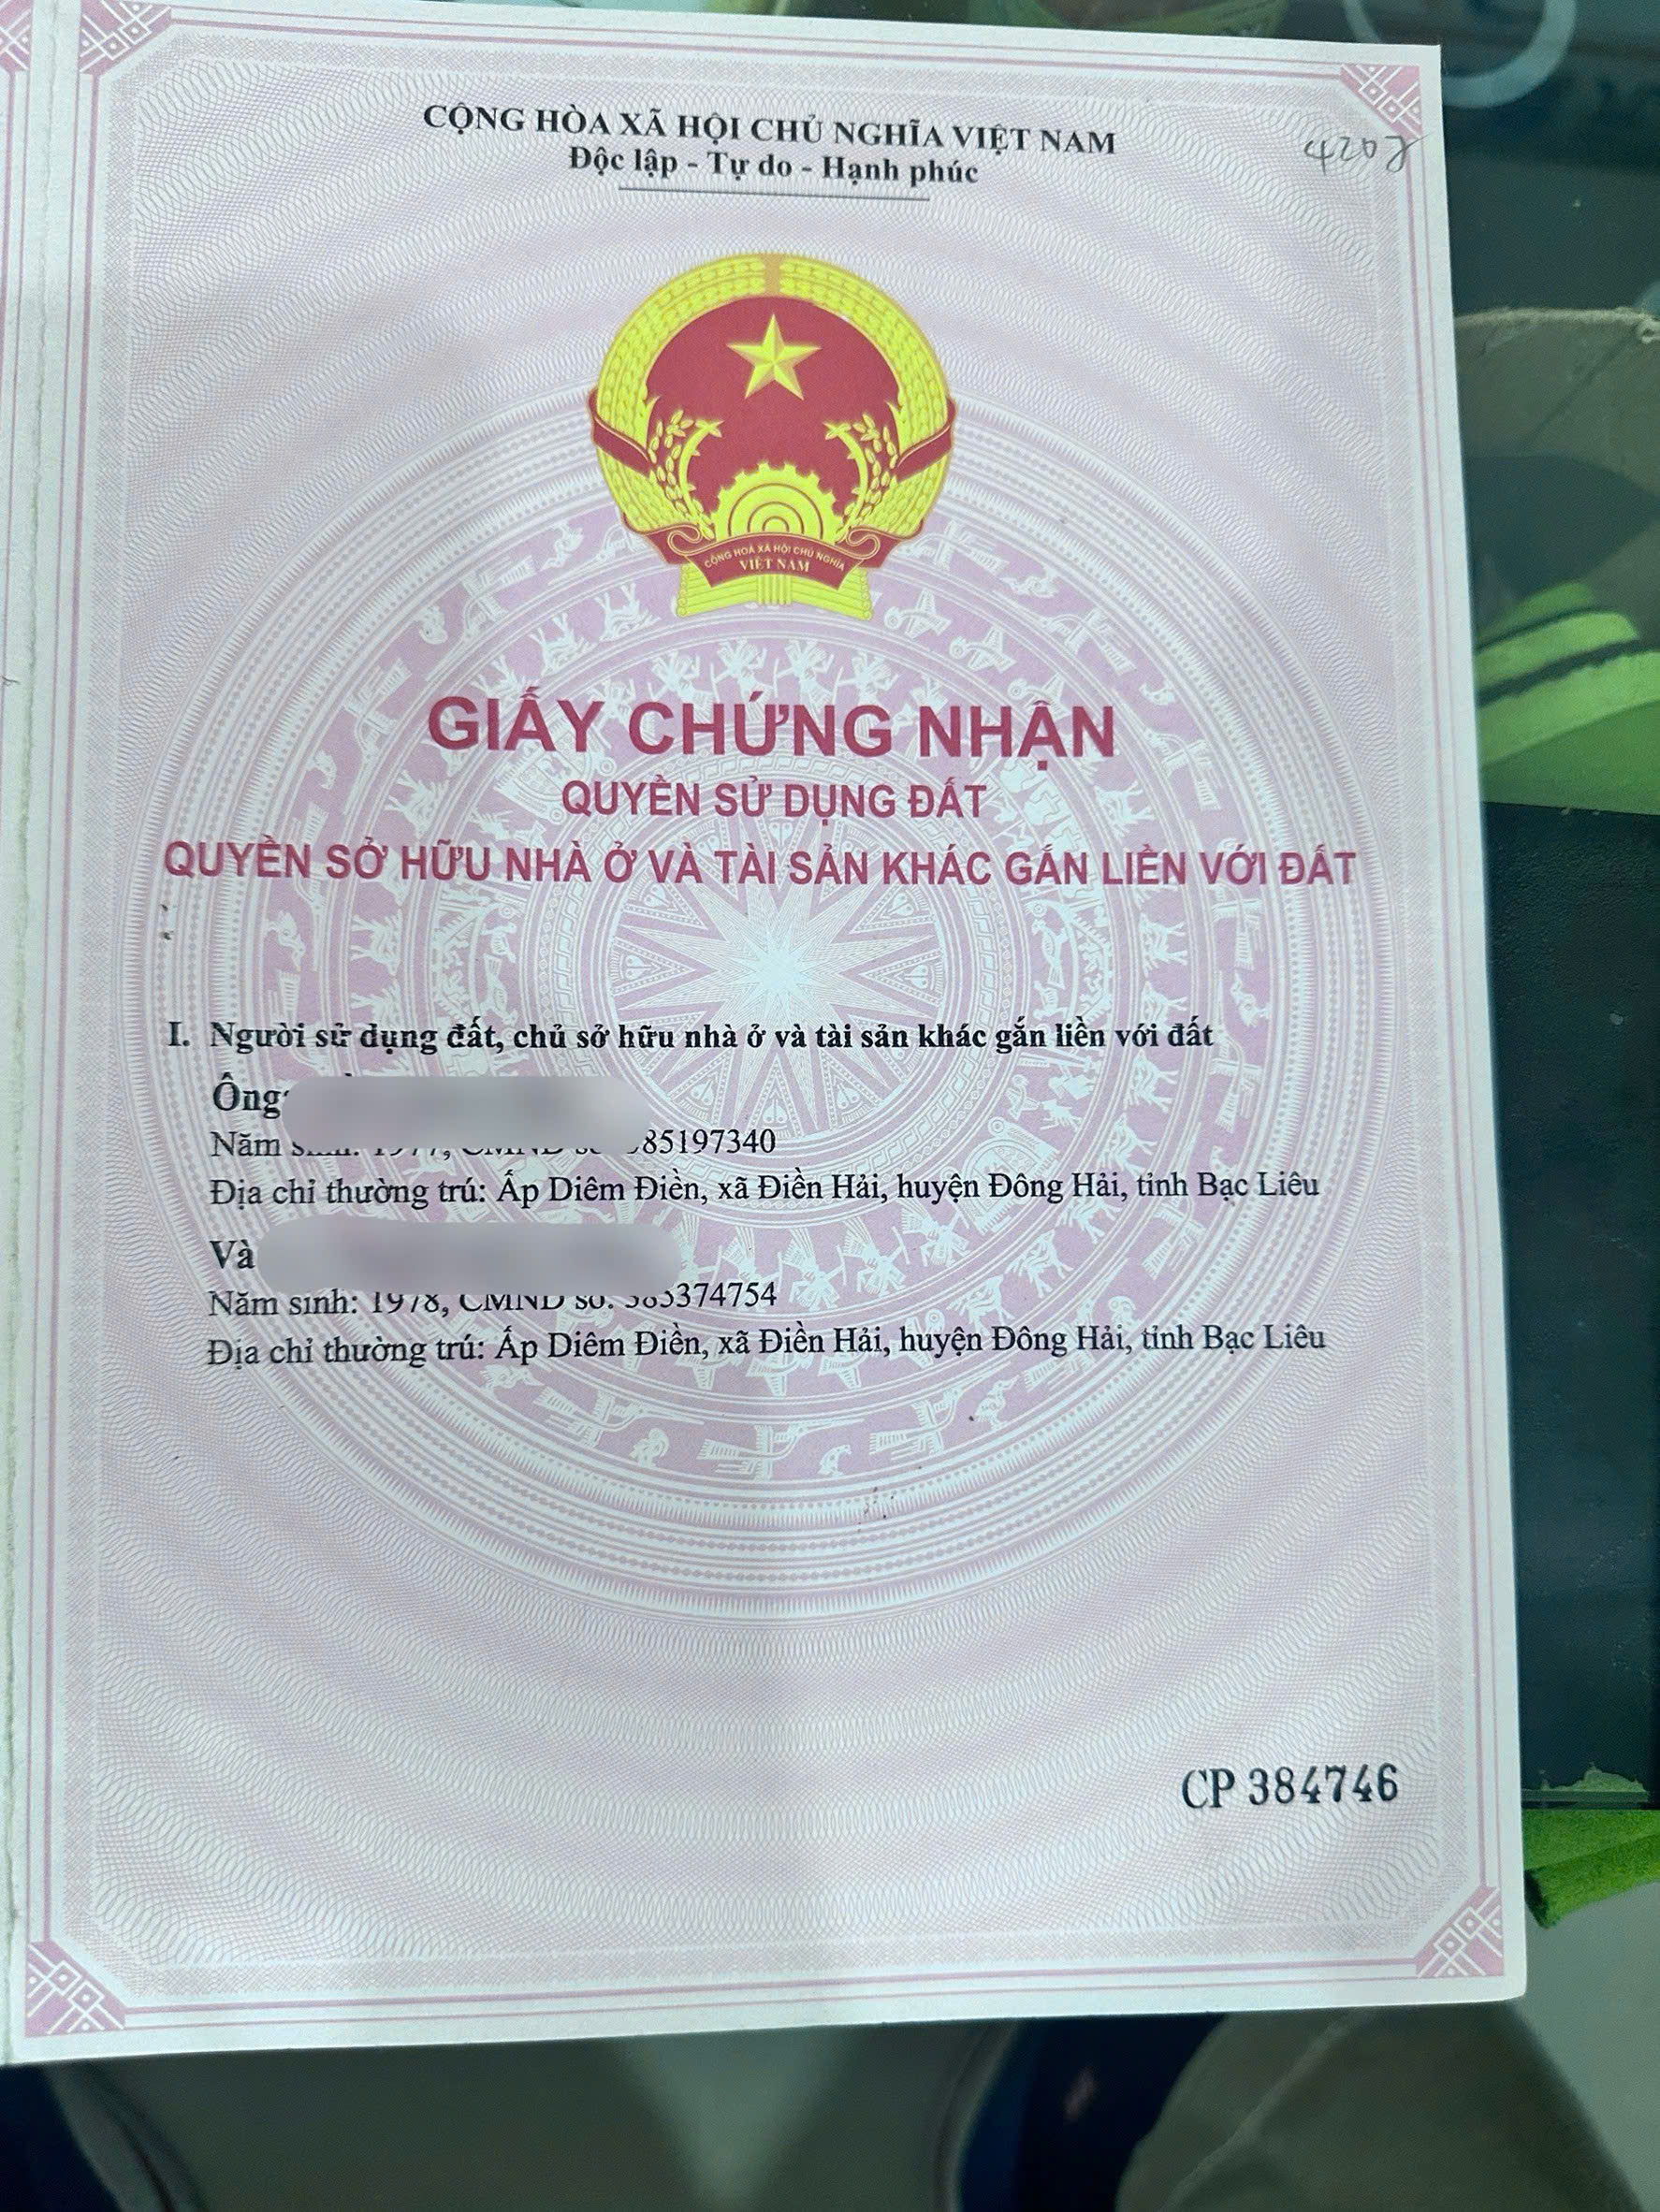 CỘNG HÒA XÃ HỘI CHỦ NGHĨA VIỆT NAM
4202
Độc lập - Tự do - Hạnh phúc
CỘNG HOÀ XÃ HỘI CHỦ NGHĨA
VIỆT NAM
GIẤY CHỨNG NHẬN
QUYỀN SỬ DỤNG ĐẤT
QUYỀN SỞ HỮU NHÀ Ở VÀ TÀI SẢN KHÁC GẮN LIỀN VỚI ĐẤT
I. Người sử dụng đất, chủ sở hữu nhà ở và tài sản khác gắn liền với đất
Ông
Năm 85197340
Địa chỉ thường trú: Ấp Diêm Điền, xã Điền Hải, huyện Đông Hải, tỉnh Bạc Liêu
Và
Năm sinh: 1978, CMND số: 385374754
Địa chỉ thường trú: Ấp Diêm Điền, xã Điền Hải, huyện Đông Hải, tỉnh Bạc Liêu
CP 384746